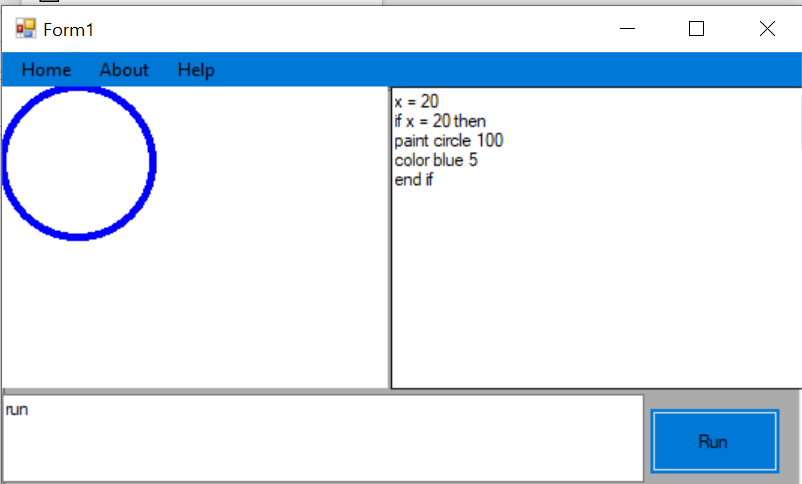 Form1
Home About Help
x = 20
if x = 20 then
paint circle 100
color blue 5
end if
run
Run